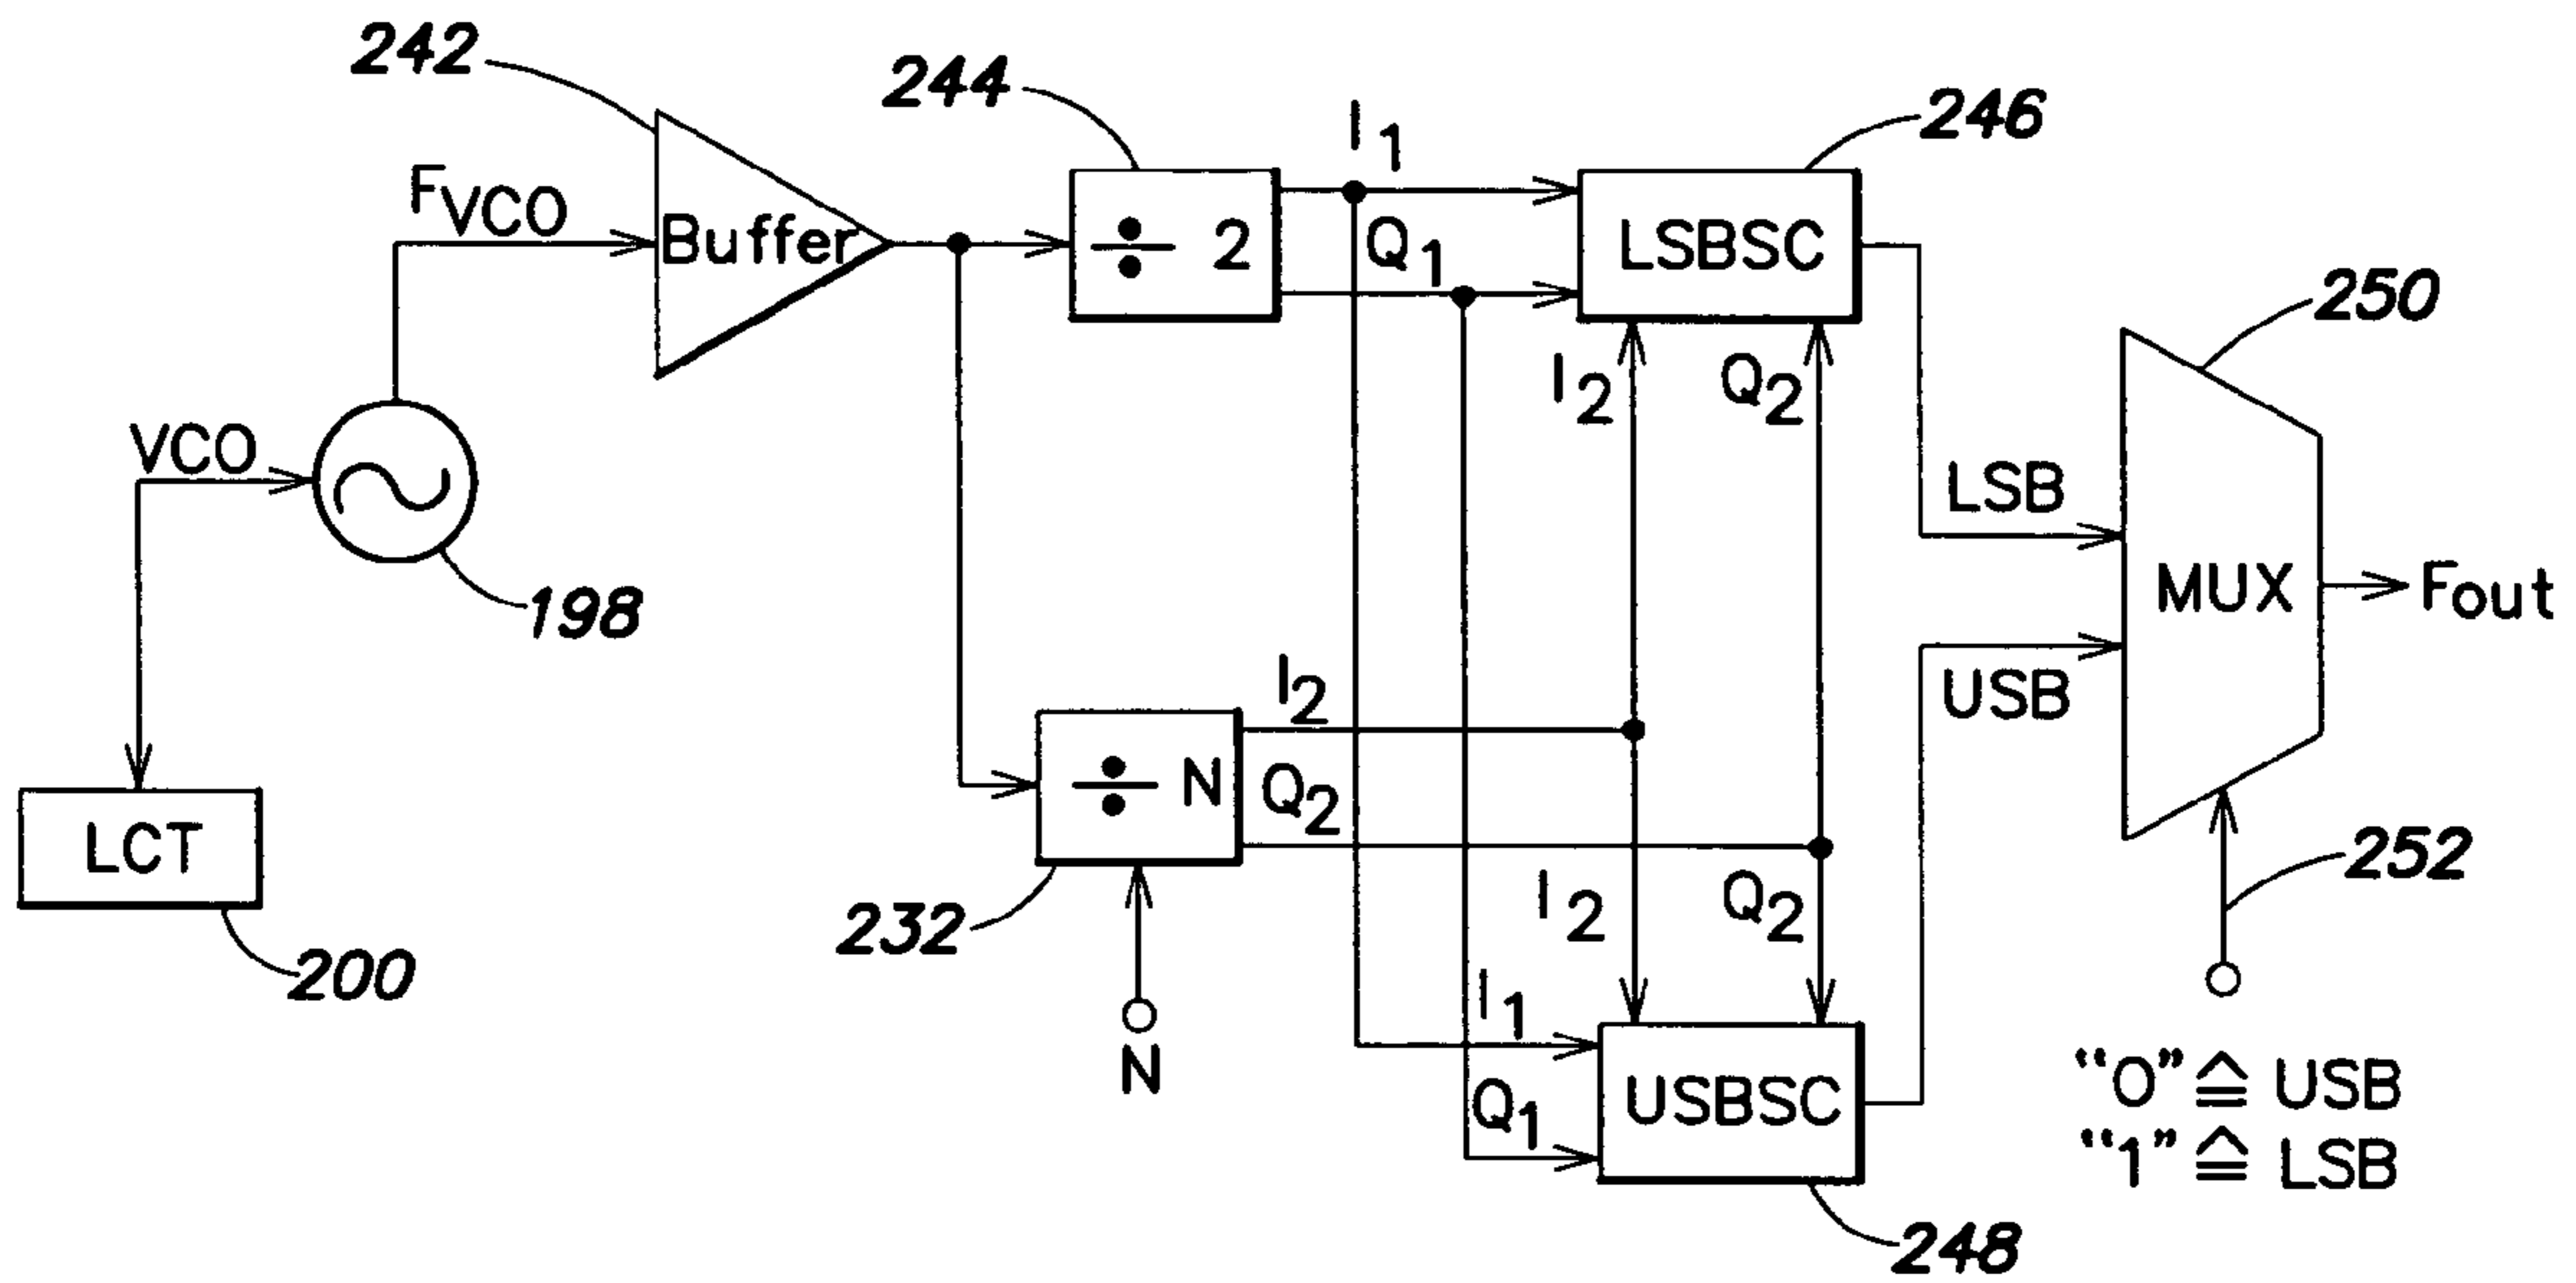 242
244
246
I1
FVCO
Buffer
÷ 2
Q1
LSBSC
250
I2
Q2
VCO
LSB
198
MUX
Fout
I2
USB
÷ N
Q2
LCT
252
232
I2
Q2
200
I1
N
Q1
USBSC
“0” ≙ USB
“1” ≙ LSB
248